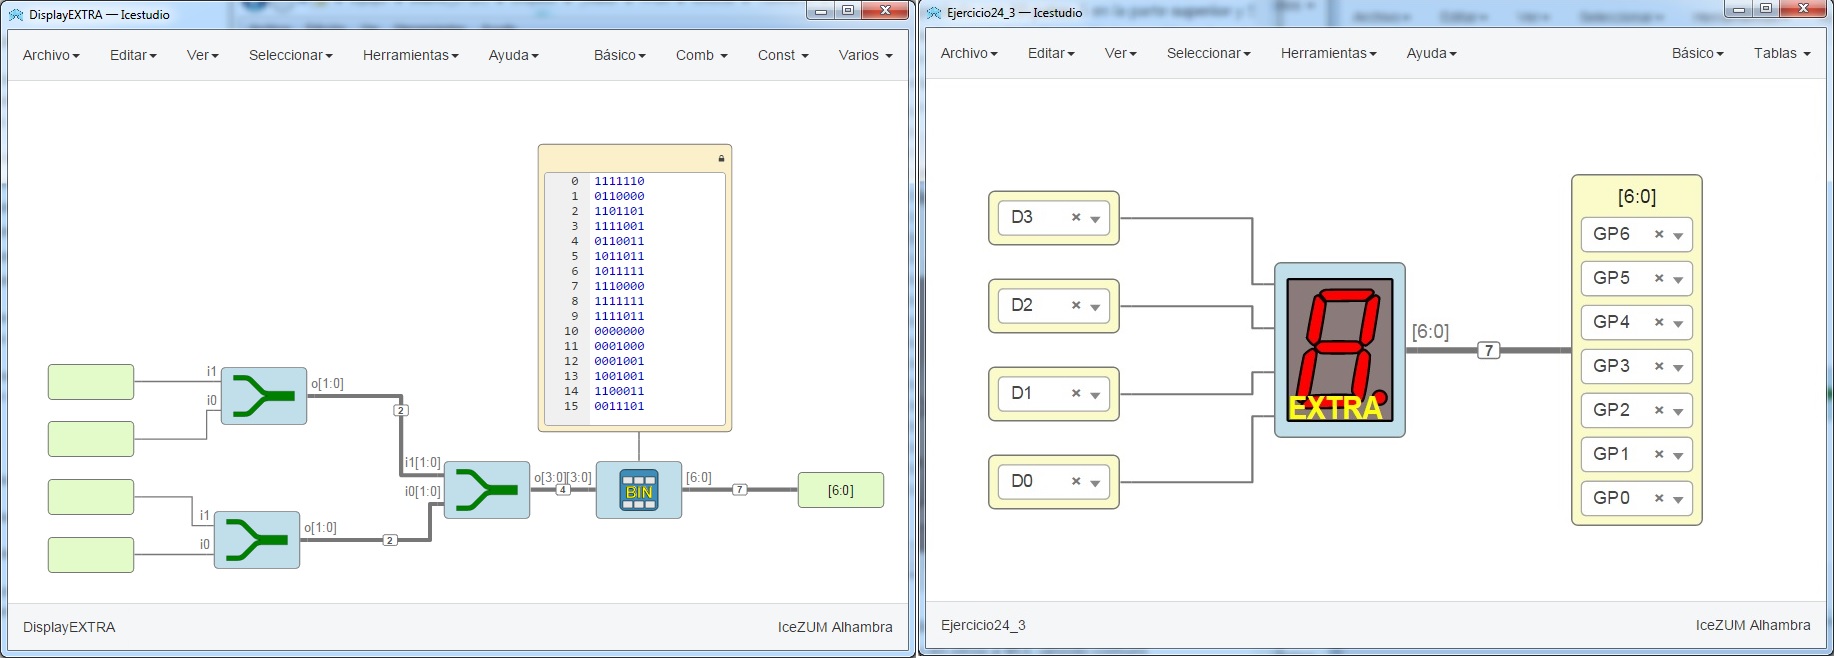 DisplayEXTRA — Icestudio
Archivo Editar Ver Seleccionar Herramientas Ayuda Básico Comb Const Varios
0 1111110
1 0110000
2 1101101
3 1111001
4 0110011
5 1011011
6 1011111
7 1110000
8 1111111
9 1111011
10 0000000
11 0001000
12 0001001
13 1001001
14 1100011
15 0011101
i1 o[1:0]
i0
2
i1[1:0]
i0[1:0]
o[3:0][3:0]
4
BIN
[6:0]
7
[6:0]
i1
i0
o[1:0]
2
DisplayEXTRA IceZUM Alhambra
Ejercicio24_3 — Icestudio
en la parte superior y
Archivo Editar Ver Seleccionar Herramientas Ayuda Básico Tablas
D3
D2
D1
D0
EXTRA
[6:0]
7
[6:0]
GP6
GP5
GP4
GP3
GP2
GP1
GP0
Ejercicio24_3 IceZUM Alhambra